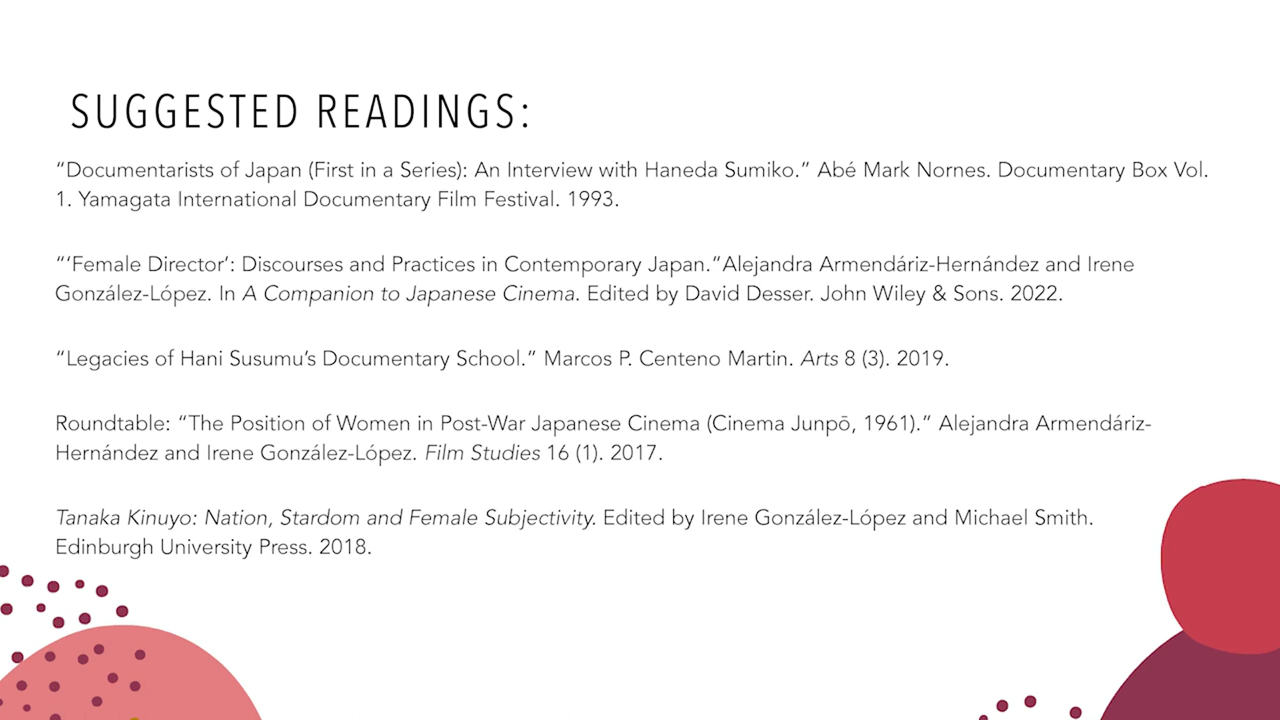 SUGGESTED READINGS:
“Documentarists of Japan (First in a Series): An Interview with Haneda Sumiko.” Abé Mark Nornes. Documentary Box Vol.
1. Yamagata International Documentary Film Festival. 1993.
“‘Female Director’: Discourses and Practices in Contemporary Japan.”Alejandra Armendáriz-Hernández and Irene
González-López. In A Companion to Japanese Cinema. Edited by David Desser. John Wiley & Sons. 2022.
“Legacies of Hani Susumu’s Documentary School.” Marcos P. Centeno Martin. Arts 8 (3). 2019.
Roundtable: “The Position of Women in Post-War Japanese Cinema (Cinema Junpō, 1961).” Alejandra Armendáriz-
Hernández and Irene González-López. Film Studies 16 (1). 2017.
Tanaka Kinuyo: Nation, Stardom and Female Subjectivity. Edited by Irene González-López and Michael Smith.
Edinburgh University Press. 2018.